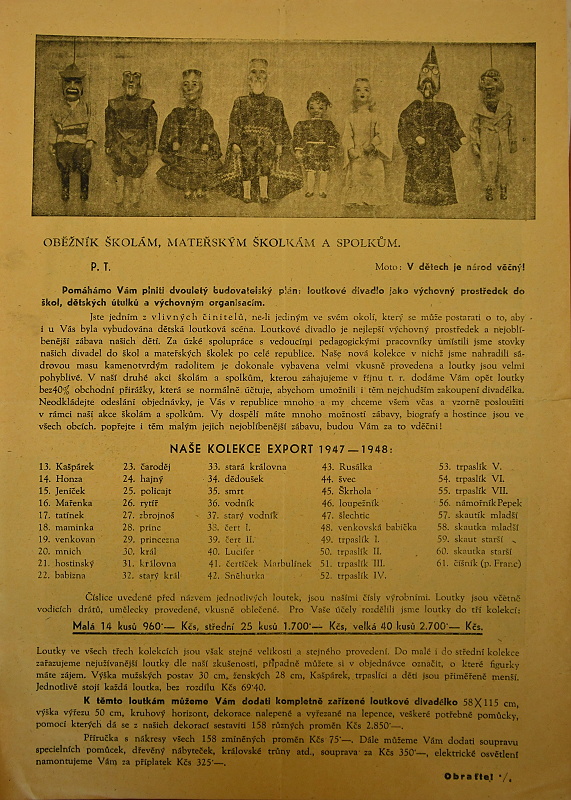 OBĚŽNÍK ŠKOLÁM, MATEŘSKÝM ŠKOLKÁM A SPOLKŮM.
P. T. Moto: V dětech je národ věčný!
Pomáháme Vám plniti dvouletý budovatelský plán: loutkové divadlo jako výchovný prostředek do
škol, dětských útulků a výchovným organisacím.
Jste jedním z vlivných činitelů, ne-li jediným ve svém okolí, který se může postarati o to, aby -
i u Vás byla vybudována dětská loutková scéna. Loutkové divadlo je nejlepší výchovný prostředek a nejoblí-
benější zábava našich dětí. Za úzké spolupráce s vedoucími pedagogickými pracovníky umístili jsme stovky
našich divadel do škol a mateřských školek po celé republice. Naše nová kolekce v nichž jsme nahradili sá-
drovou masu kamenotvrdým radolitem je dokonale vybavena velmi vkusně provedena a loutky jsou velmi
pohyblivé. V naší druhé akci školám a spolkům, kterou zahajujeme v říjnu t. r. dodáme Vám opět loutky
bez 40% obchodní přirážky, která se normálně účtuje, abychom umožnili i těm nejchudším zakoupení divadélka.
Neodkládejte odeslání objednávky, je Vás v republice mnoho a my chceme všem včas a vzorně posloužiti
v rámci naší akce školám a spolkům. Vy dospělí máte mnoho možností zábavy, biografy a hostince jsou ve
všech obcích. popřejte i těm malým jejich nejoblíbenější zábavu, budou Vám za to vděční!
NAŠE KOLEKCE EXPORT 1947—1948:
13. Kašpárek 23. čaroděj 33. stará královna 43. Rusálka 53. trpaslík V.
14. Honza 24. hajný 34. dědoušek 44. švec 54. trpaslík VI.
15. Jeníček 25. policajt 35. smrt 45. Škrhola 55. trpaslík VII.
16. Mařenka 26. rytíř 36. vodník 46. loupežník 56. námořník Pepek
17. tatínek 27. zbrojnoš 37. starý vodník 47. šlechtic 57. skautík mladší
18. maminka 28. princ 38. čert I. 48. venkovská babička 58. skautka mladší
19. venkovan 29. princezna 39. čert II. 49. trpaslík I. 59. skaut starší
20. mnich 30. král 40. Lucifer 50. trpaslík II. 60. skautka starší
21. hostinský 31. královna 41. čertíček Marbulínek 51. trpaslík III. 61. číšník (p. Franc)
22. babizna 32. starý král 42. Sněhurka 52. trpaslík IV.
Číslice uvedené před názvem jednotlivých loutek, jsou našimi čísly výrobními. Loutky jsou včetně
vodicích drátů, umělecky provedené, vkusně oblečené. Pro Vaše účely rozdělili jsme loutky do tří kolekcí:
Malá 14 kusů 960·— Kčs, střední 25 kusů 1.700·— Kčs, velká 40 kusů 2.700·— Kčs.
Loutky ve všech třech kolekcích jsou však stejné velikosti a stejného provedení. Do malé i do střední kolekce
zařazujeme nejužívanější loutky dle naší zkušenosti, případně můžete si v objednávce označit, o které figurky
máte zájem. Výška mužských postav 30 cm, ženských 28 cm, Kašpárek, trpaslíci a děti jsou přiměřeně menší.
Jednotlivě stojí každá loutka, bez rozdílu Kčs 69·40.
K těmto loutkám můžeme Vám dodati kompletně zařízené loutkové divadélko 58X115 cm,
výška výřezu 50 cm, kruhový horizont, dekorace nalepené a vyřezané na lepence, veškeré potřebné pomůcky,
pomocí kterých dá se z našich dekorací sestaviti 158 různých proměn Kčs 2.850·—.
Příručka s nákresy všech 158 zmíněných proměn Kčs 75·—. Dále můžeme Vám dodati soupravu
specielních pomůcek, dřevěný nábyteček, královské trůny atd., souprava za Kčs 350·—, elektrické osvětlení
namontujeme Vám za příplatek Kčs 325·—.
Obraťte! ·/.